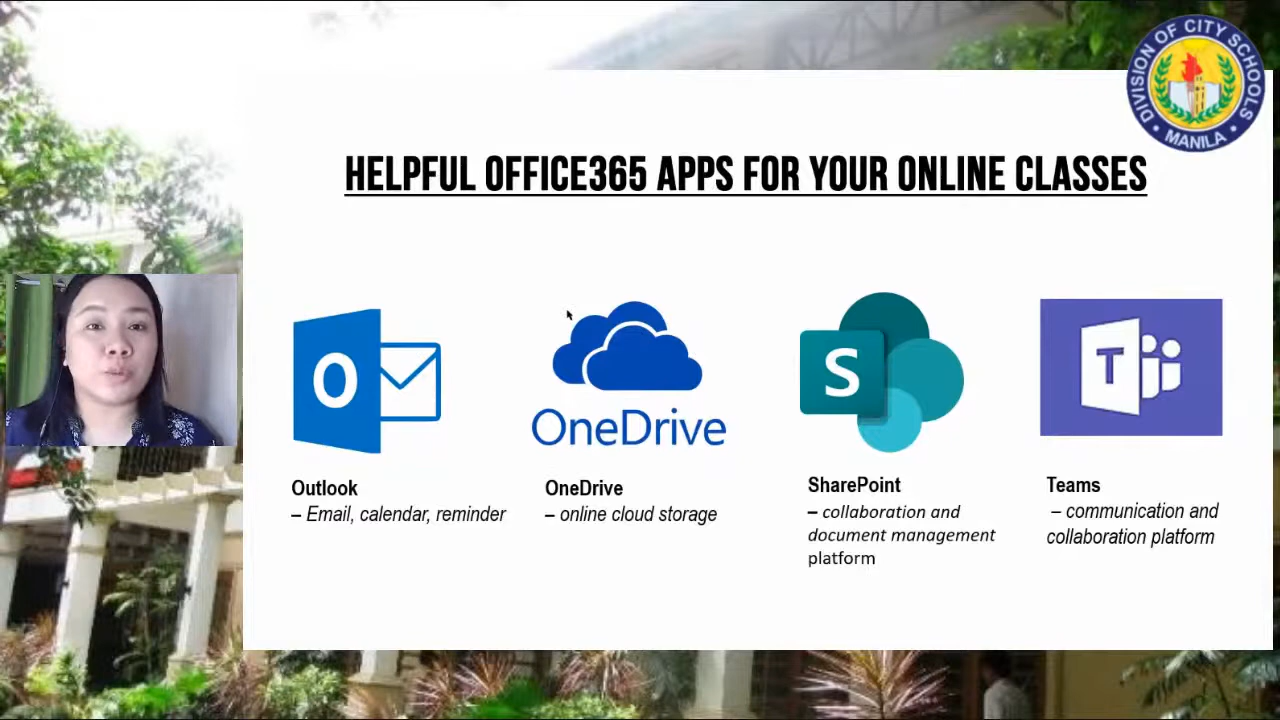 DIVISION OF CITY SCHOOLS
MANILA
HELPFUL OFFICE365 APPS FOR YOUR ONLINE CLASSES
O
OneDrive
S
T
Outlook
– Email, calendar, reminder
OneDrive
– online cloud storage
SharePoint
– collaboration and
document management
platform
Teams
– communication and
collaboration platform